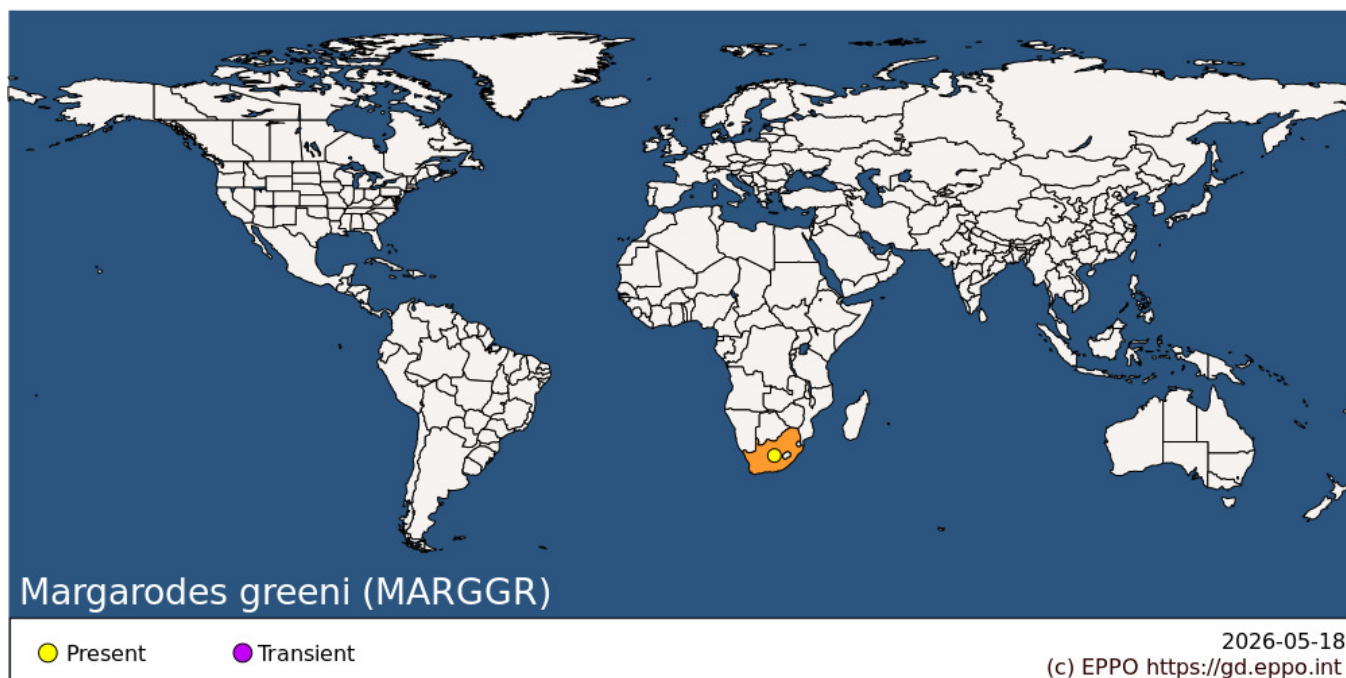 Margarodes greeni (MARGGR)
Present
Transient
2026-05-18
(c) EPPO https://gd.eppo.int